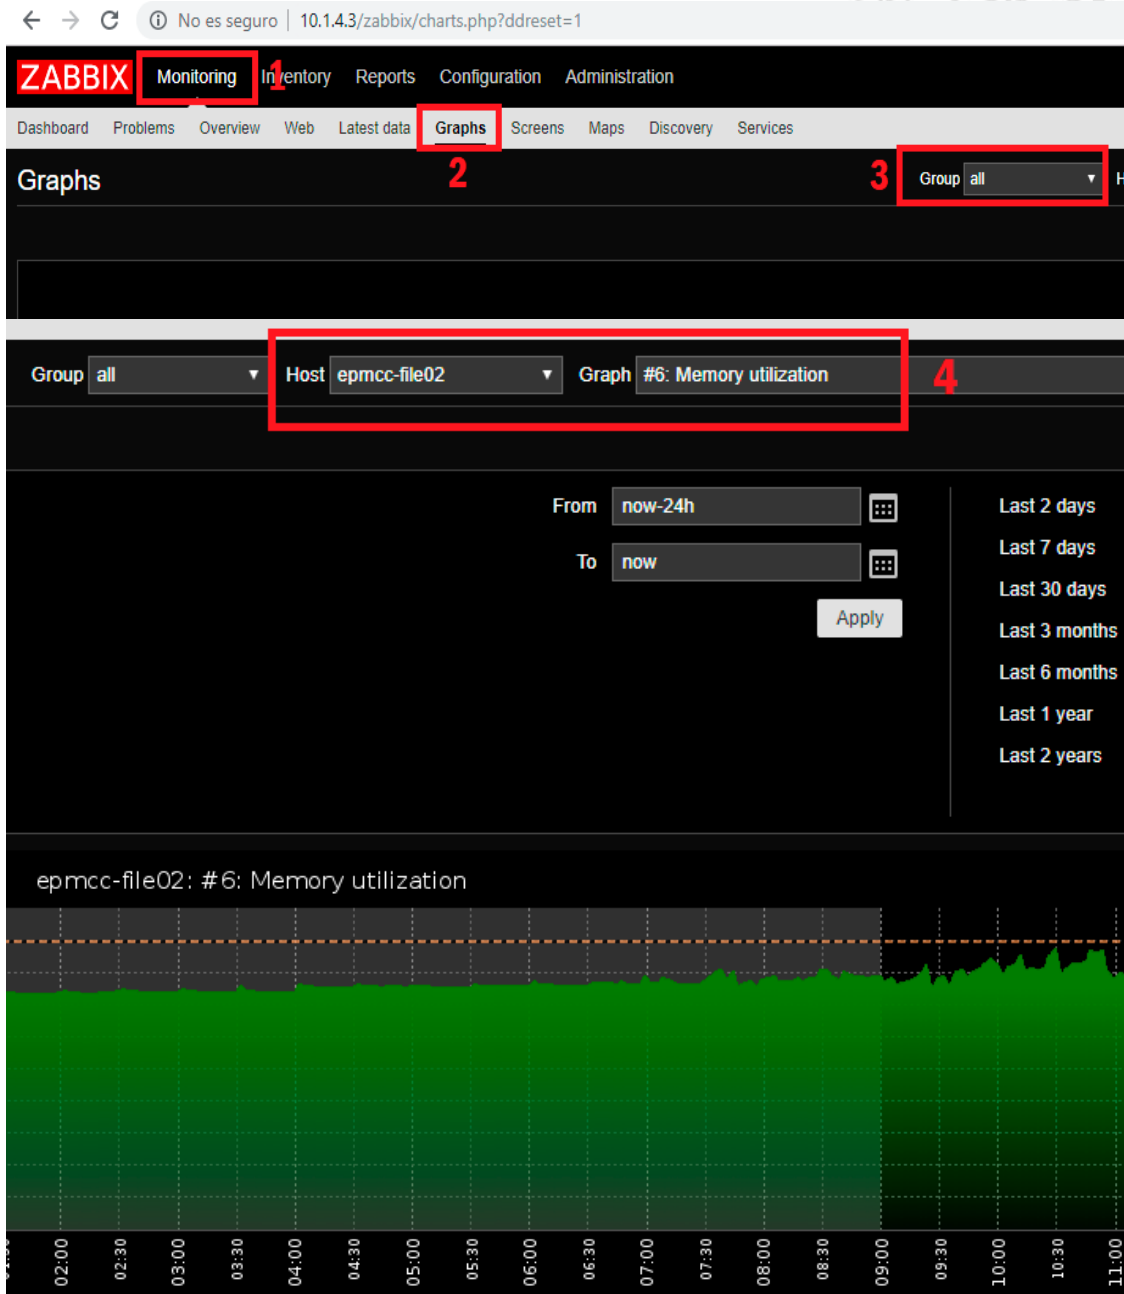 No es seguro | 10.1.4.3/zabbix/charts.php?ddreset=1
ZABBIX Monitoring 1 Inventory Reports Configuration Administration
Dashboard Problems Overview Web Latest data Graphs Screens Maps Discovery Services
Graphs 2 3 Group all H
Group all Host epmcc-file02 Graph #6: Memory utilization 4
From now-24h Last 2 days
To now Last 7 days
Last 30 days
Apply
Last 3 months
Last 6 months
Last 1 year
Last 2 years
epmcc-file02: #6: Memory utilization
02:00 02:30 03:00 03:30 04:00 04:30 05:00 05:30 06:00 06:30 07:00 07:30 08:00 08:30 09:00 09:30 10:00 10:30 11:00